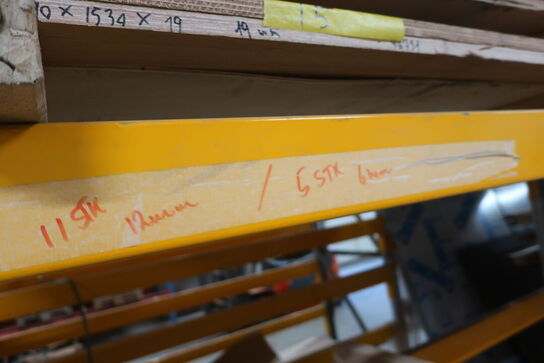 0 × 1534 × 19
19 mm
15
11 STK 12mm / 5 STK 6mm